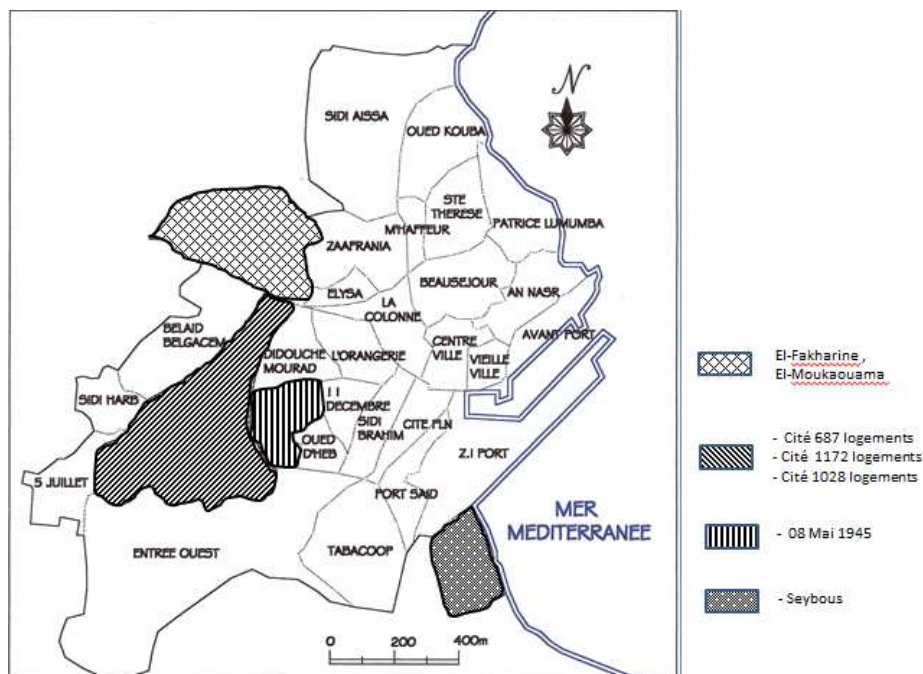 N
SIDI AISSA
OUED KOUBA
STE
THERESE
M'HAFFEUR
PATRICE LUMUMBA
ZAAFRANIA
BEAUSEJOUR
ELYSA
AN NASR
LA
COLONNE
BELAID
BELGACEM
CENTRE
VILLE
AVANT PORT
DIDOUCHE
MOURAD
L'ORANGERIE
VIEILLE
VILLE
SIDI HARB
11
DECEMBRE
SIDI
BRAHIM
CITE FLN
OUED
D'HEB
Z.I PORT
5 JUILLET
PORT SAID
MER
MEDITERRANEE
ENTREE OUEST
TABACOOP
0 200 400m
El-Fakharine ,
El-Moukaouama
- Cité 687 logements
- Cité 1172 logements
- Cité 1028 logements
- 08 Mai 1945
- Seybous